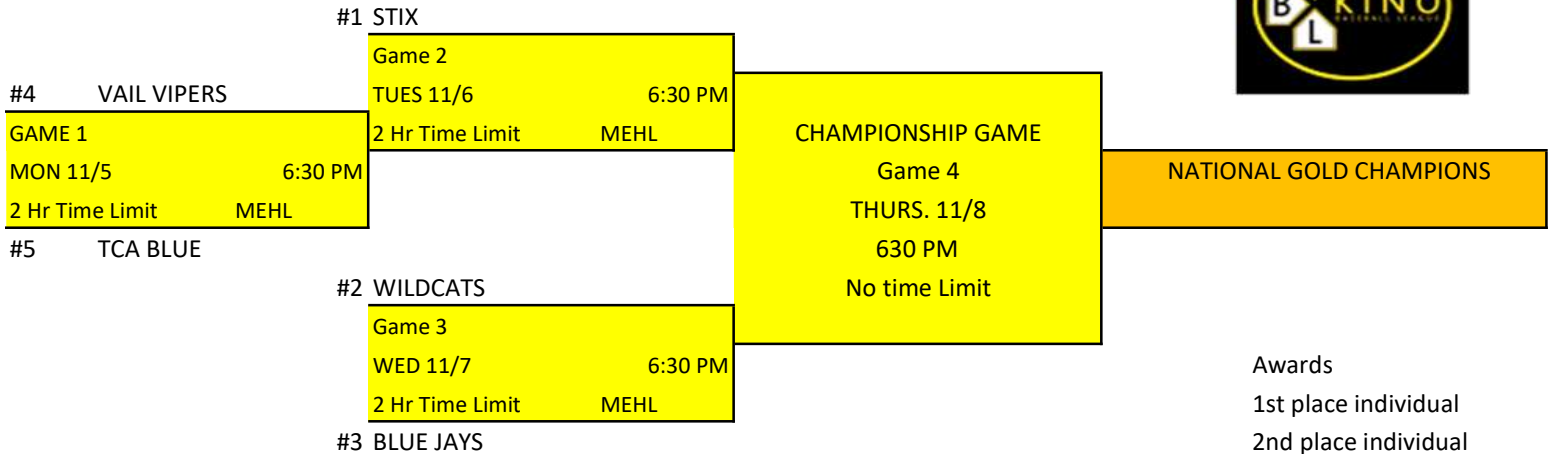 #1 STIX
Game 2
TUES 11/6 6:30 PM
2 Hr Time Limit MEHL
#4 VAIL VIPERS
GAME 1
MON 11/5 6:30 PM
2 Hr Time Limit MEHL
#5 TCA BLUE
#2 WILDCATS
Game 3
WED 11/7 6:30 PM
2 Hr Time Limit MEHL
#3 BLUE JAYS
CHAMPIONSHIP GAME
Game 4
THURS. 11/8
630 PM
No time Limit
NATIONAL GOLD CHAMPIONS
B KINO
L BASEBALL LEAGUE
Awards
1st place individual
2nd place individual